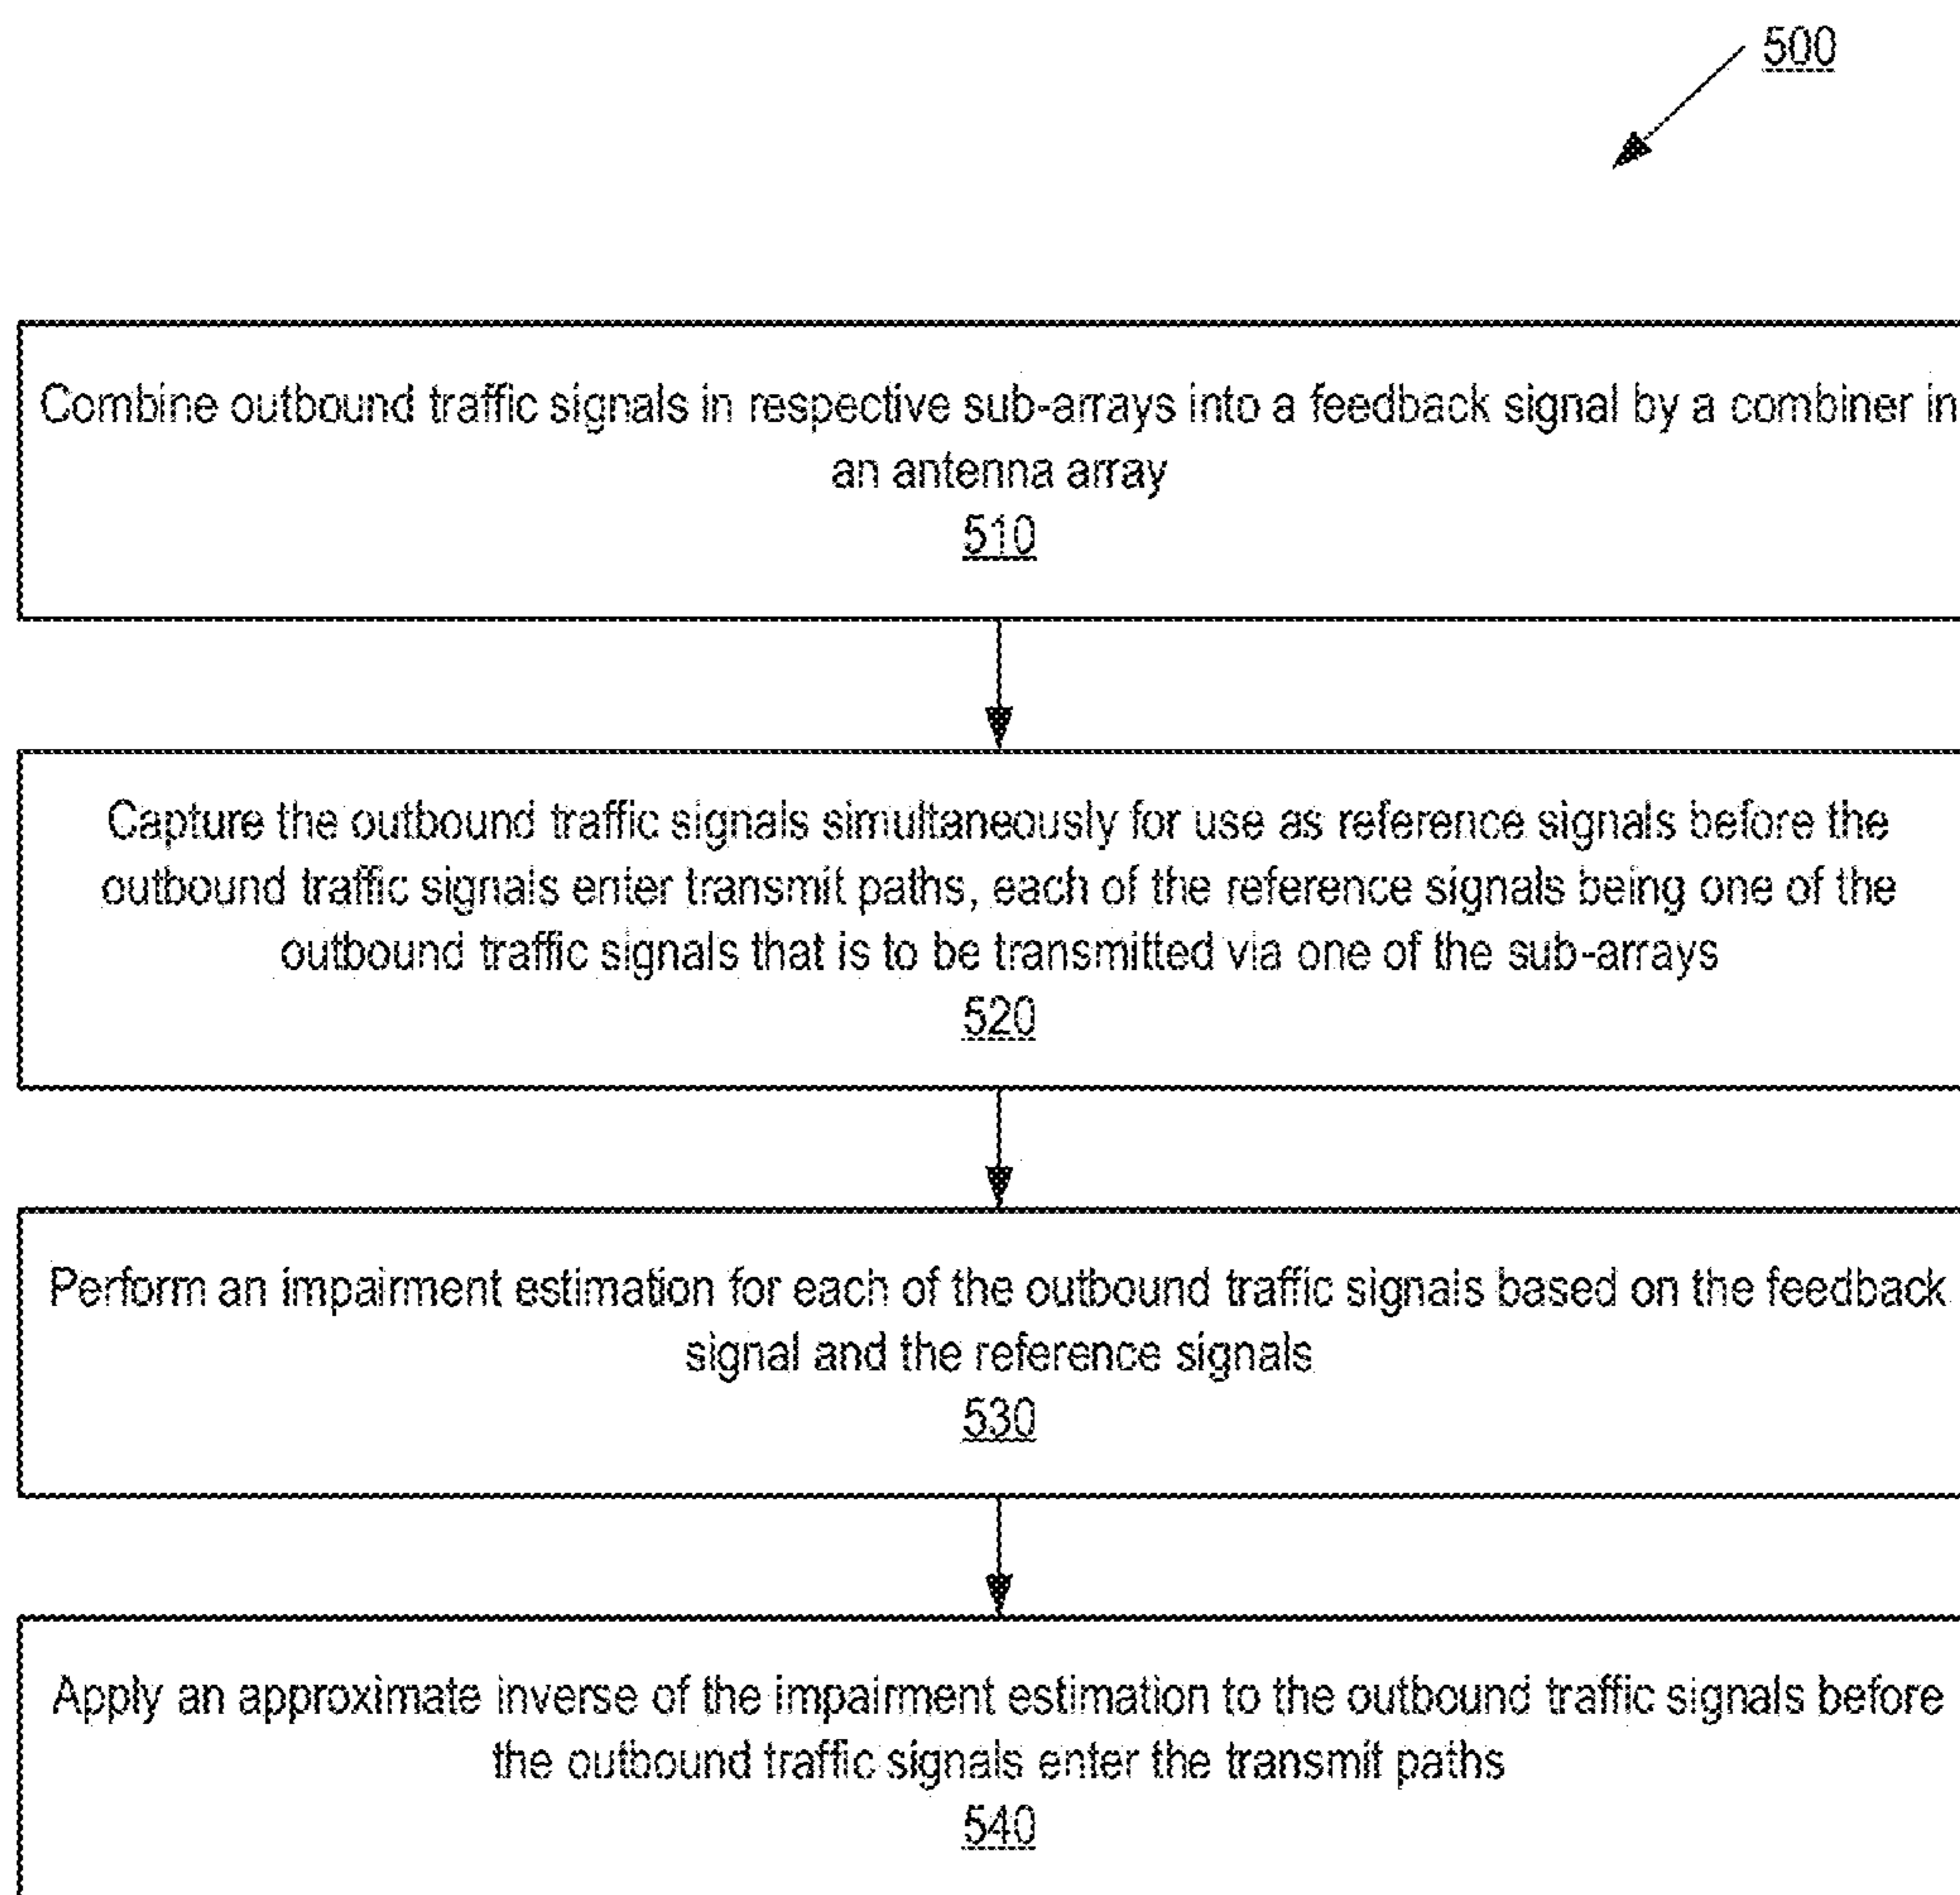 500
Combine outbound traffic signals in respective sub-arrays into a feedback signal by a combiner in
an antenna array
510
Capture the outbound traffic signals simultaneously for use as reference signals before the
outbound traffic signals enter transmit paths, each of the reference signals being one of the
outbound traffic signals that is to be transmitted via one of the sub-arrays
520
Perform an impairment estimation for each of the outbound traffic signals based on the feedback
signal and the reference signals
530
Apply an approximate inverse of the impairment estimation to the outbound traffic signals before
the outbound traffic signals enter the transmit paths
540